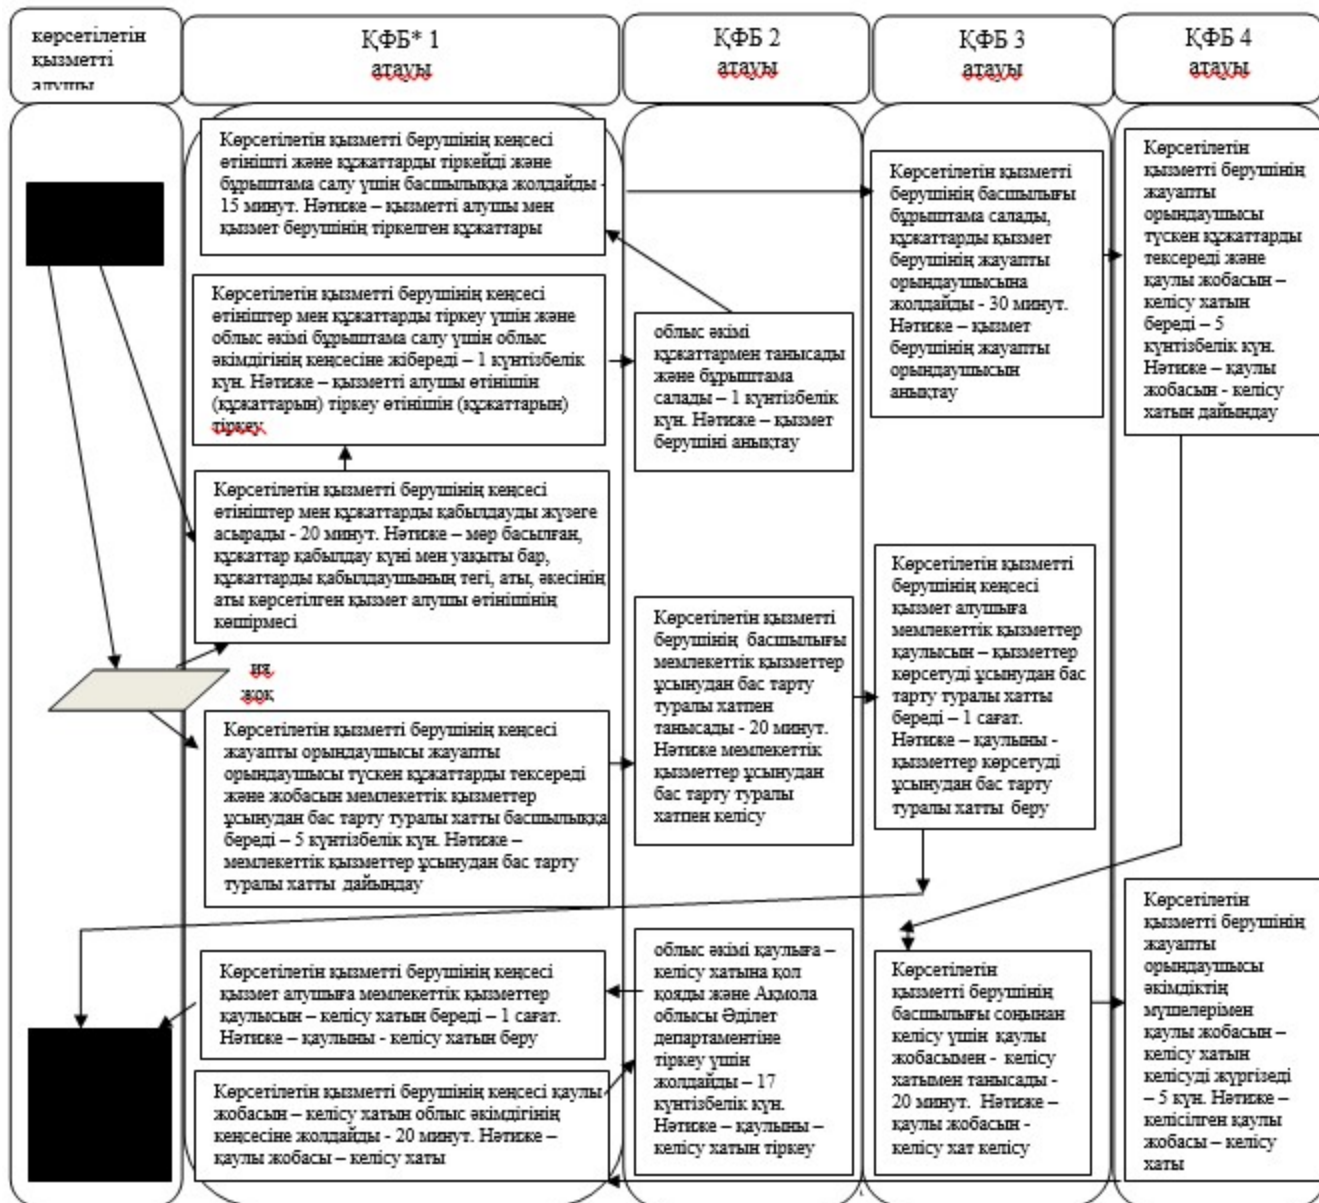 көрсетілетін
қызметті
алушы
ҚФБ* 1
атауы
ҚФБ 2
атауы
ҚФБ 3
атауы
ҚФБ 4
атауы
Көрсетілетін қызметті берушінің кеңсесі
өтінішті және құжаттарды тіркейді және
бұрыштама салу үшін басшылыққа жолдайды -
15 минут. Нәтиже – қызметті алушы мен
қызмет берушінің тіркелген құжаттары
Көрсетілетін қызметті берушінің кеңсесі
өтініштер мен құжаттарды тіркеу үшін және
облыс әкімі бұрыштама салу үшін облыс
әкімдігінің кеңсесіне жібереді – 1 күнтізбелік
күн. Нәтиже – қызметті алушы өтінішін
(құжаттарын) тіркеу өтінішін (құжаттарын)
тіркеу
Көрсетілетін қызметті берушінің кеңсесі
өтініштер мен құжаттарды қабылдауды жүзеге
асырады - 20 минут. Нәтиже – мөр басылған,
құжаттар қабылдау күні мен уақыты бар,
құжаттарды қабылдаушының тегі, аты, әкесінің
аты көрсетілген қызмет алушы өтінішінің
көшірмесі
ия
жоқ
Көрсетілетін қызметті берушінің кеңсесі
жауапты орындаушысы жауапты
орындаушысы түскен құжаттарды тексереді
және жобасын мемлекеттік қызметтер
ұсынудан бас тарту туралы хатты басшылыққа
береді – 5 күнтізбелік күн. Нәтиже –
мемлекеттік қызметтер ұсынудан бас тарту
туралы хатты дайындау
Көрсетілетін қызметті берушінің кеңсесі
қызмет алушыға мемлекеттік қызметтер
қаулысын – келісу хатын береді – 1 сағат.
Нәтиже – қаулыны - келісу хатын беру
Көрсетілетін қызметті берушінің кеңсесі қаулы
жобасын – келісу хатын облыс әкімдігінің
кеңсесіне жолдайды - 20 минут. Нәтиже –
қаулы жобасы – келісу хаты
облыс әкімі
құжаттармен танысады
және бұрыштама
салады – 1 күнтізбелік
күн. Нәтиже – қызмет
берушіні анықтау
Көрсетілетін қызметті
берушінің басшылығы
мемлекеттік қызметтер
ұсынудан бас тарту
туралы хатпен
танысады - 20 минут.
Нәтиже мемлекеттік
қызметтер ұсынудан
бас тарту туралы
хатпен келісу
облыс әкімі қаулыға –
келісу хатына қол
қояды және Ақмола
облысы Әділет
департаментіне
тіркеу үшін
жолдайды – 17
күнтізбелік күн.
Нәтиже – қаулыны –
келісу хатын тіркеу
Көрсетілетін қызметті
берушінің басшылығы
бұрыштама салады,
құжаттарды қызмет
берушінің жауапты
орындаушысына
жолдайды - 30 минут.
Нәтиже – қызмет
берушінің жауапты
орындаушысын
анықтау
Көрсетілетін қызметті
берушінің кеңсесі
қызмет алушыға
мемлекеттік қызметтер
қаулысын – қызметтер
көрсетуді ұсынудан бас
тарту туралы хатты
береді – 1 сағат.
Нәтиже – қаулыны -
қызметтер көрсетуді
ұсынудан бас тарту
туралы хатты беру
Көрсетілетін
қызметті берушінің
басшылығы соңынан
келісу үшін қаулы
жобасымен - келісу
хатымен танысады -
20 минут. Нәтиже –
қаулы жобасын -
келісу хат келісу
Көрсетілетін
қызметті берушінің
жауапты
орындаушысы
түскен құжаттарды
тексереді және
қаулы жобасын –
келісу хатын
береді – 5
күнтізбелік күн.
Нәтиже – қаулы
жобасын - келісу
хатын дайындау
Көрсетілетін
қызметті берушінің
жауапты
орындаушысы
әкімдіктің
мүшелерімен
қаулы жобасын –
келісу хатын
келісуді жүргізеді
– 5 күн. Нәтиже –
келісілген қаулы
жобасы – келісу
хаты